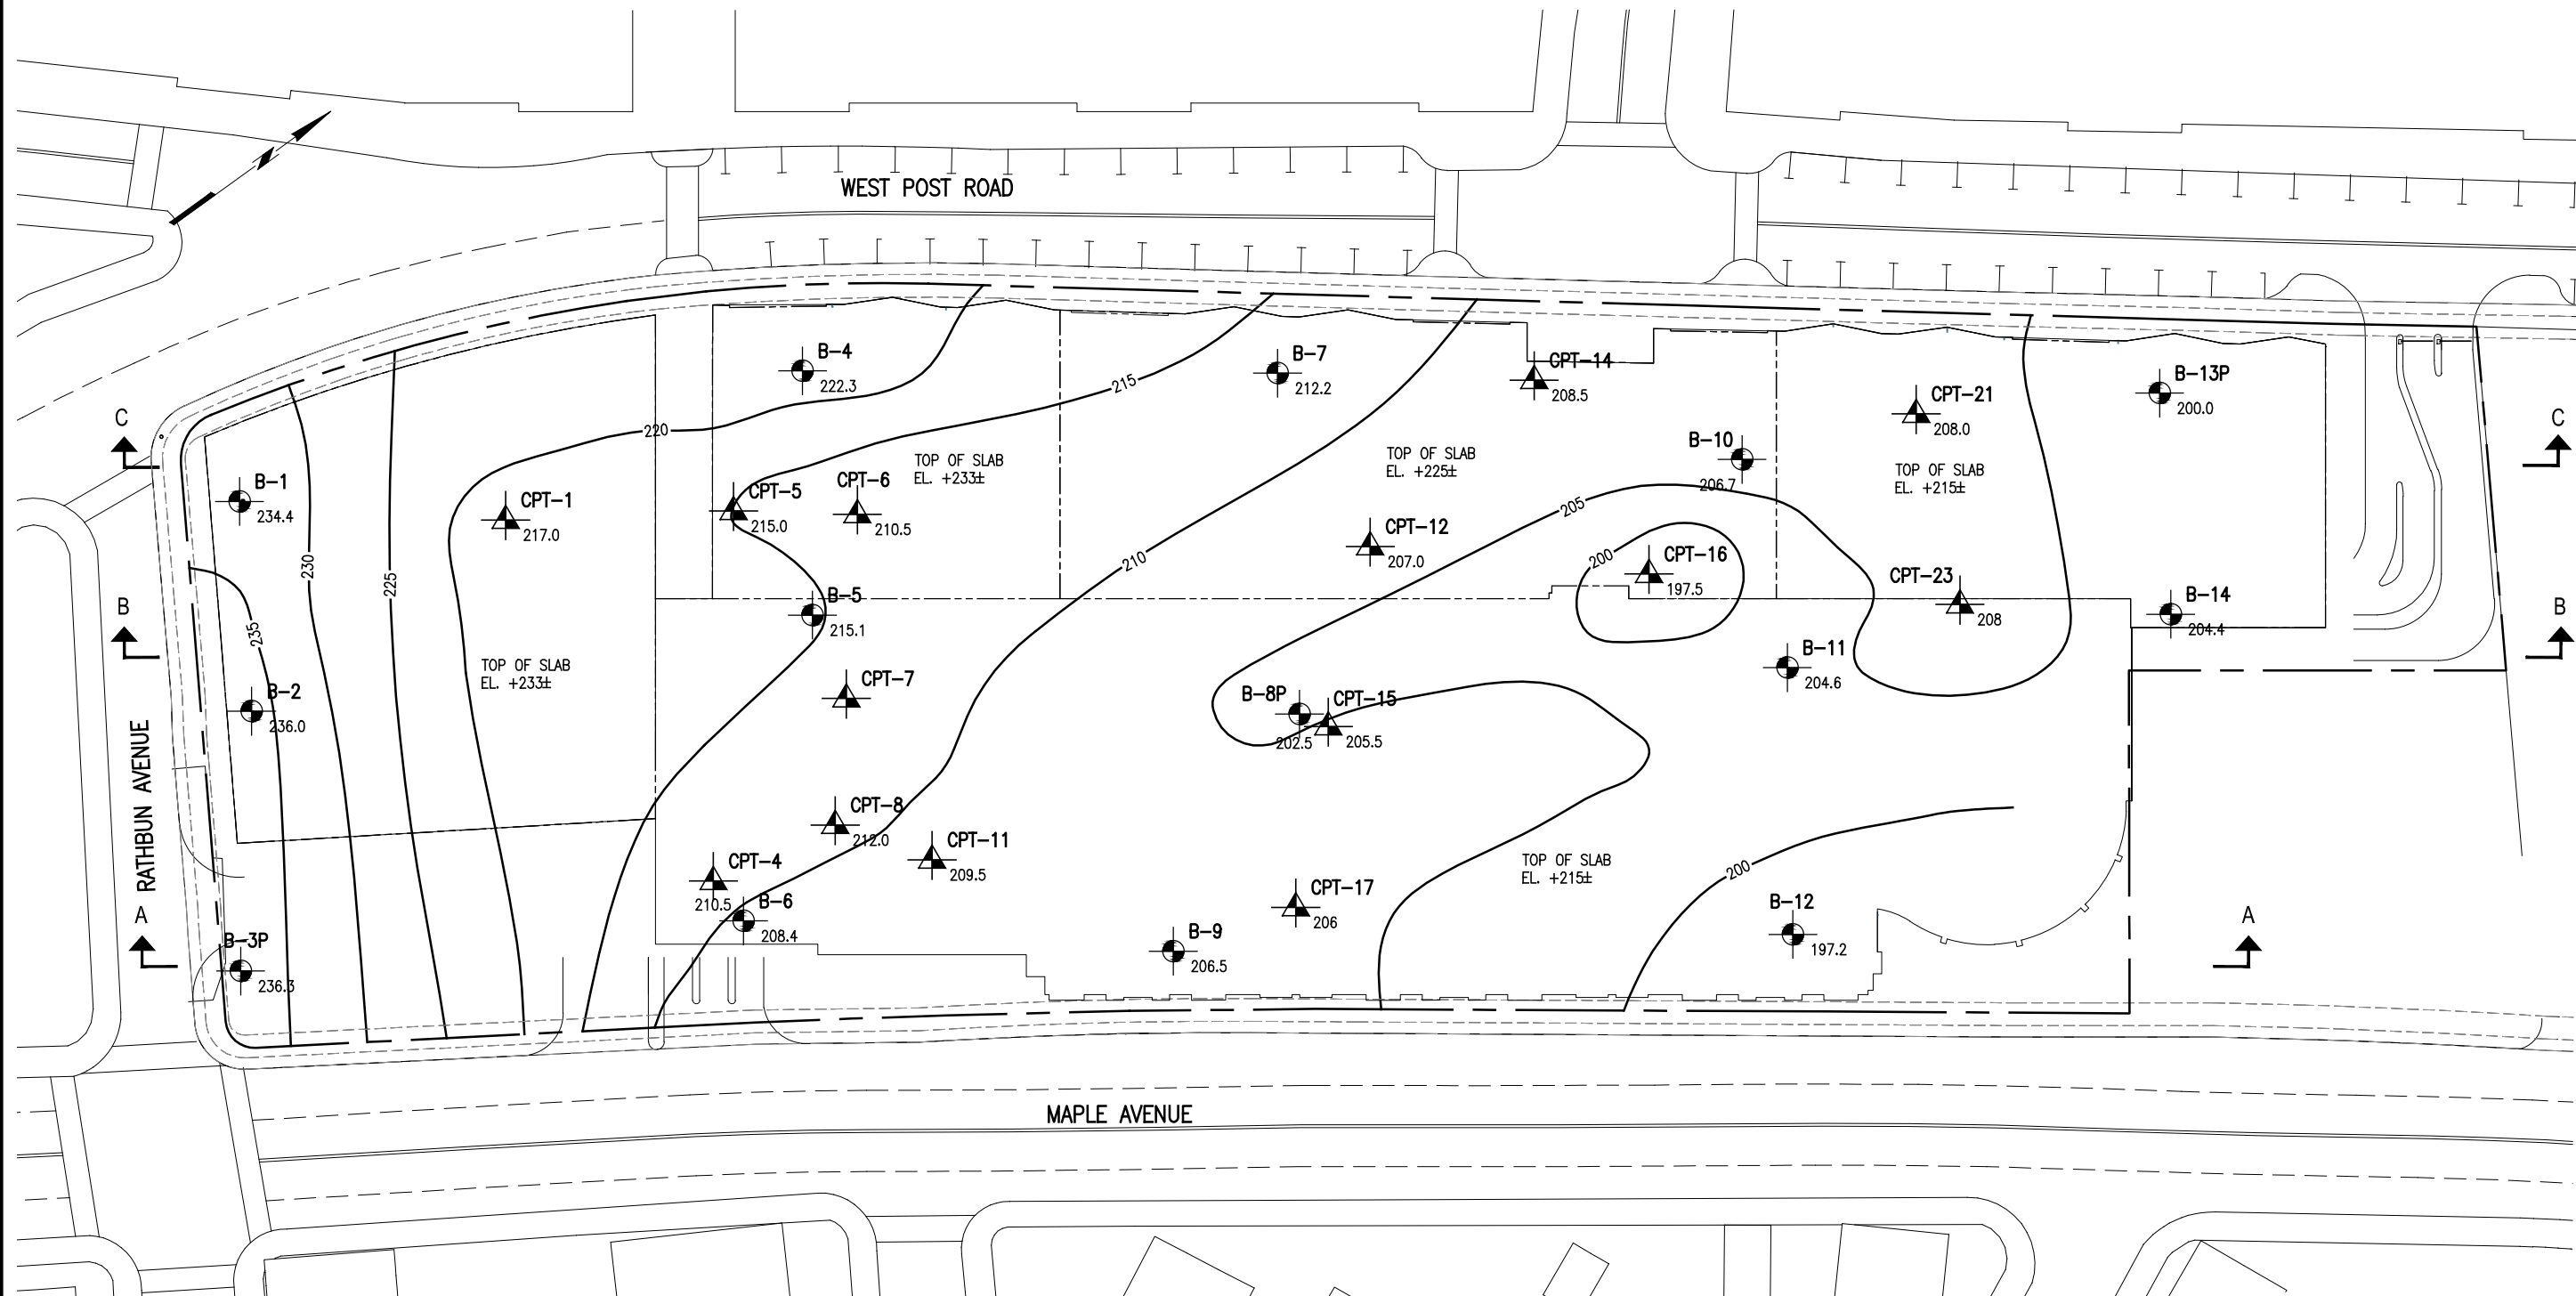 WEST POST ROAD
B-4
222.3
B-7
212.2
CPT-14
208.5
215
B-13P
200.0
CPT-21
208.0
C
C
220
B-10
206.7
TOP OF SLAB
EL. +233±
TOP OF SLAB
EL. +225±
TOP OF SLAB
EL. +215±
B-1
234.4
CPT-1
217.0
CPT-5
215.0
CPT-6
210.5
205
CPT-12
207.0
230
225
210
200
CPT-16
197.5
CPT-23
208
B
B
B-5
215.1
B-14
204.4
235
TOP OF SLAB
EL. +233±
B-11
204.6
B-2
236.0
CPT-7
B-8P
202.5
CPT-15
205.5
RATHBUN AVENUE
CPT-8
212.0
CPT-11
209.5
CPT-4
210.5
TOP OF SLAB
EL. +215±
200
CPT-17
206
B-6
208.4
A
A
B-12
197.2
B-9
206.5
B-3P
236.3
MAPLE AVENUE